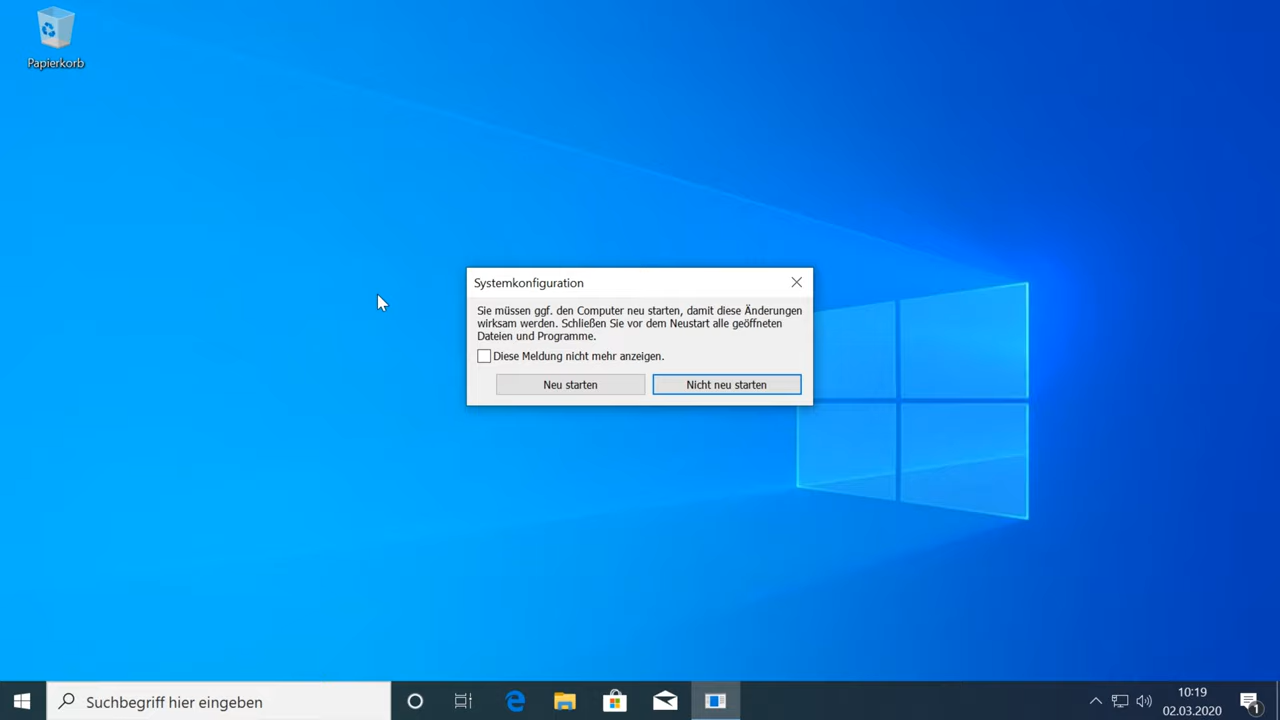 Papierkorb
Systemkonfiguration
Sie müssen ggf. den Computer neu starten, damit diese Änderungen
wirksam werden. Schließen Sie vor dem Neustart alle geöffneten
Dateien und Programme.
Diese Meldung nicht mehr anzeigen.
Neu starten
Nicht neu starten
Suchbegriff hier eingeben
10:19
02.03.2020
1